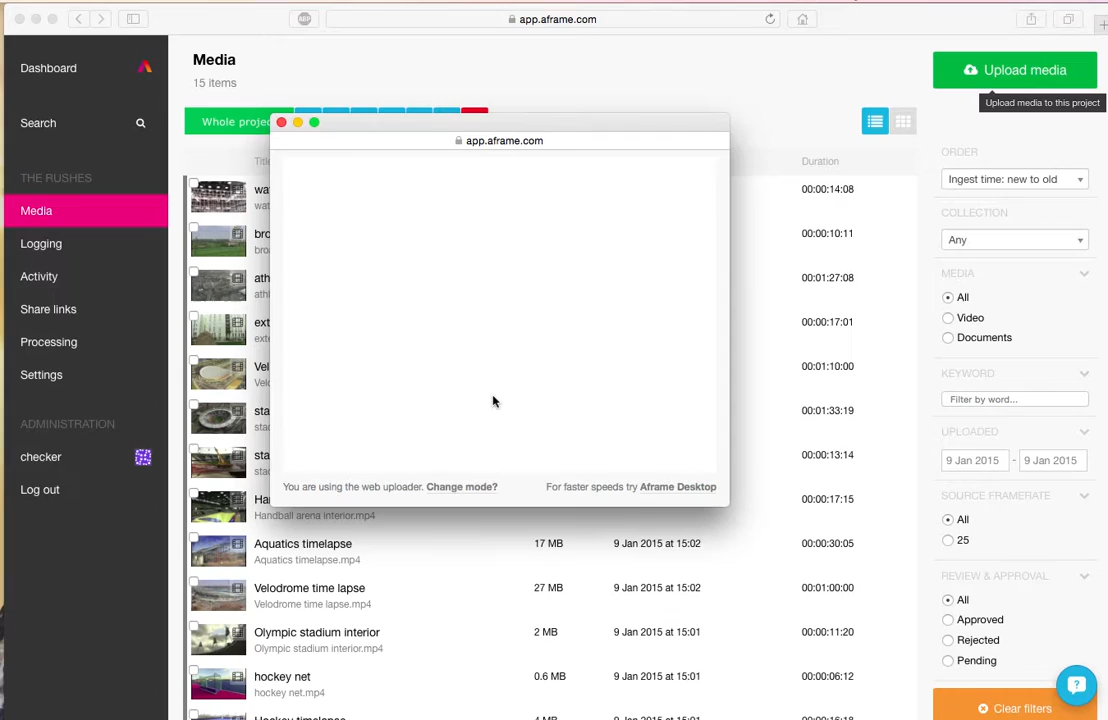 app.aframe.com
Dashboard
Search
THE RUSHES
Media
Logging
Activity
Share links
Processing
Settings
ADMINISTRATION
checker
Log out
Media
15 items
Upload media
Upload media to this project
Whole projec
app.aframe.com
You are using the web uploader. Change mode?
For faster speeds try Aframe Desktop
Duration
00:00:14:08
00:00:10:11
00:01:27:08
00:00:17:01
00:01:10:00
00:01:33:19
00:00:13:14
00:00:17:15
Handball arena interior.mp4
Aquatics timelapse 17 MB 9 Jan 2015 at 15:02 00:00:30:05
Aquatics timelapse.mp4
Velodrome time lapse 27 MB 9 Jan 2015 at 15:02 00:01:00:00
Velodrome time lapse.mp4
Olympic stadium interior 2 MB 9 Jan 2015 at 15:01 00:00:11:20
Olympic stadium interior.mp4
hockey net 0.6 MB 9 Jan 2015 at 15:01 00:00:06:12
hockey net.mp4
ORDER
Ingest time: new to old
COLLECTION
Any
MEDIA
All
Video
Documents
KEYWORD
Filter by word...
UPLOADED
9 Jan 2015 - 9 Jan 2015
SOURCE FRAMERATE
All
25
REVIEW & APPROVAL
All
Approved
Rejected
Pending
Clear filters